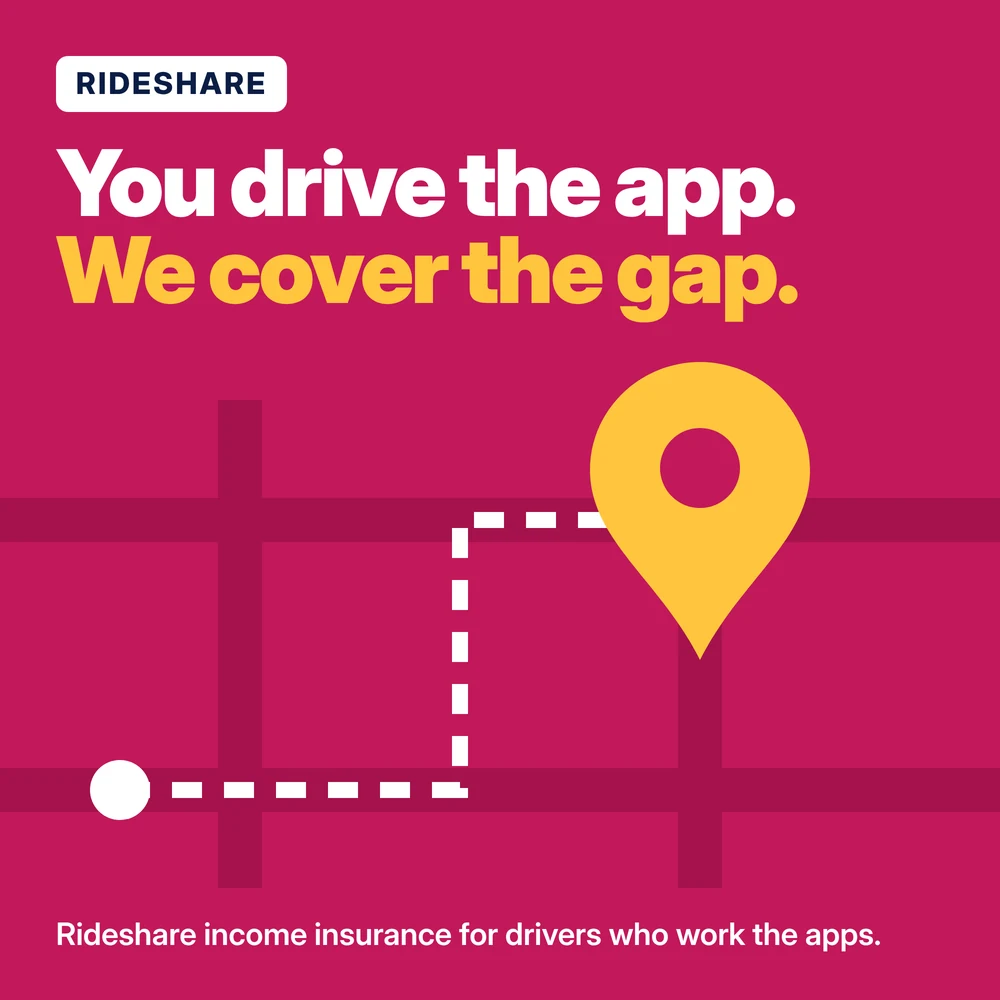 RIDESHARE
You drive the app.
We cover the gap.
Rideshare income insurance for drivers who work the apps.